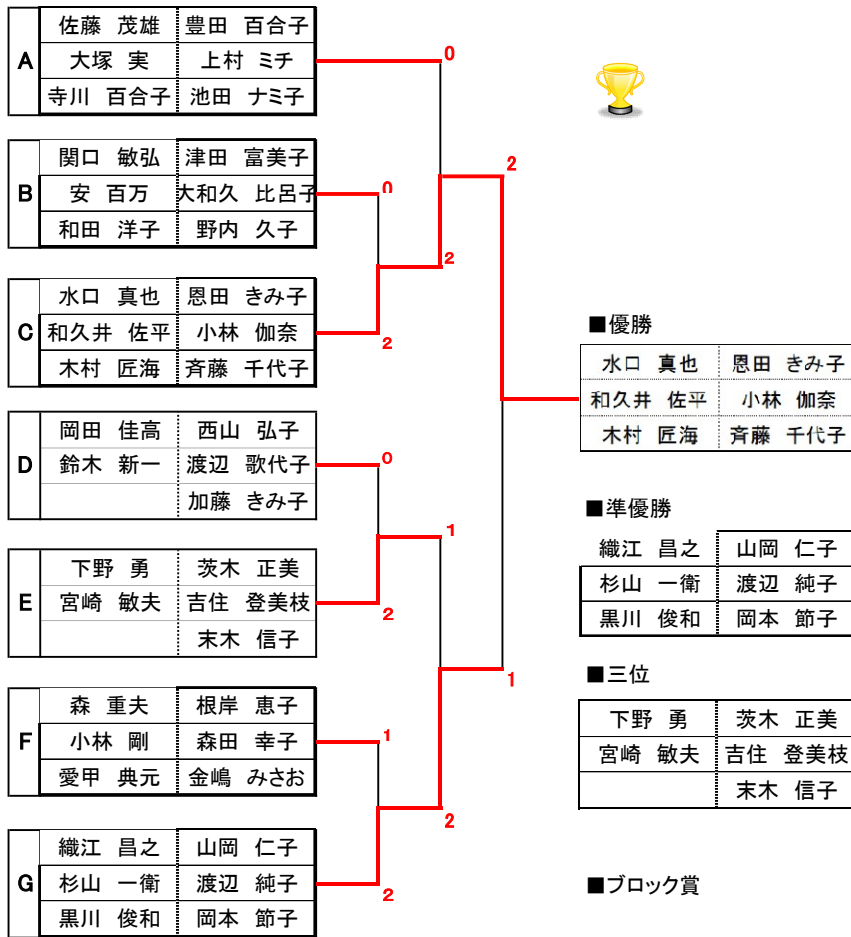 A
佐藤 茂雄 豊田 百合子
大塚 実 上村 ミチ
寺川 百合子 池田 ナミ子
0
B
関口 敏弘 津田 富美子
安 百万 大和久 比呂子
和田 洋子 野内 久子
0
2
2
C
水口 真也 恩田 きみ子
和久井 佐平 小林 伽奈
木村 匠海 斉藤 千代子
2
D
岡田 佳高 西山 弘子
鈴木 新一 渡辺 歌代子
加藤 きみ子
0
1
E
下野 勇 茨木 正美
宮崎 敏夫 吉住 登美枝
末木 信子
2
1
F
森 重夫 根岸 恵子
小林 剛 森田 幸子
愛甲 典元 金嶋 みさお
1
2
G
織江 昌之 山岡 仁子
杉山 一衛 渡辺 純子
黒川 俊和 岡本 節子
2
■優勝
水口 真也 恩田 きみ子
和久井 佐平 小林 伽奈
木村 匠海 斉藤 千代子
■準優勝
織江 昌之 山岡 仁子
杉山 一衛 渡辺 純子
黒川 俊和 岡本 節子
■三位
下野 勇 茨木 正美
宮崎 敏夫 吉住 登美枝
末木 信子
■ブロック賞